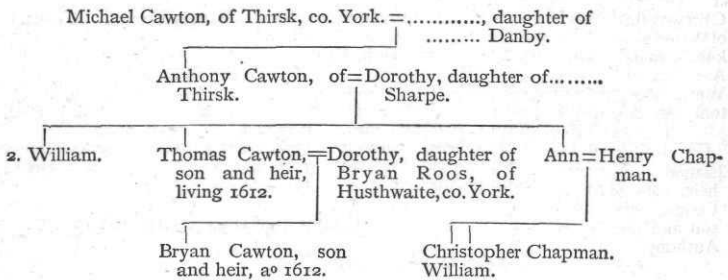 Michael Cawton, of Thirsk, co. York.=............, daughter of
......... Danby.
Anthony Cawton, of=Dorothy, daughter of.........
Thirsk. Sharpe.
2. William. Thomas Cawton,=Dorothy, daughter of Ann=Henry Chap-
son and heir, Bryan Roos, of man.
living 1612. Husthwaite, co. York.
Bryan Cawton, son Christopher Chapman.
and heir, aº 1612. William.